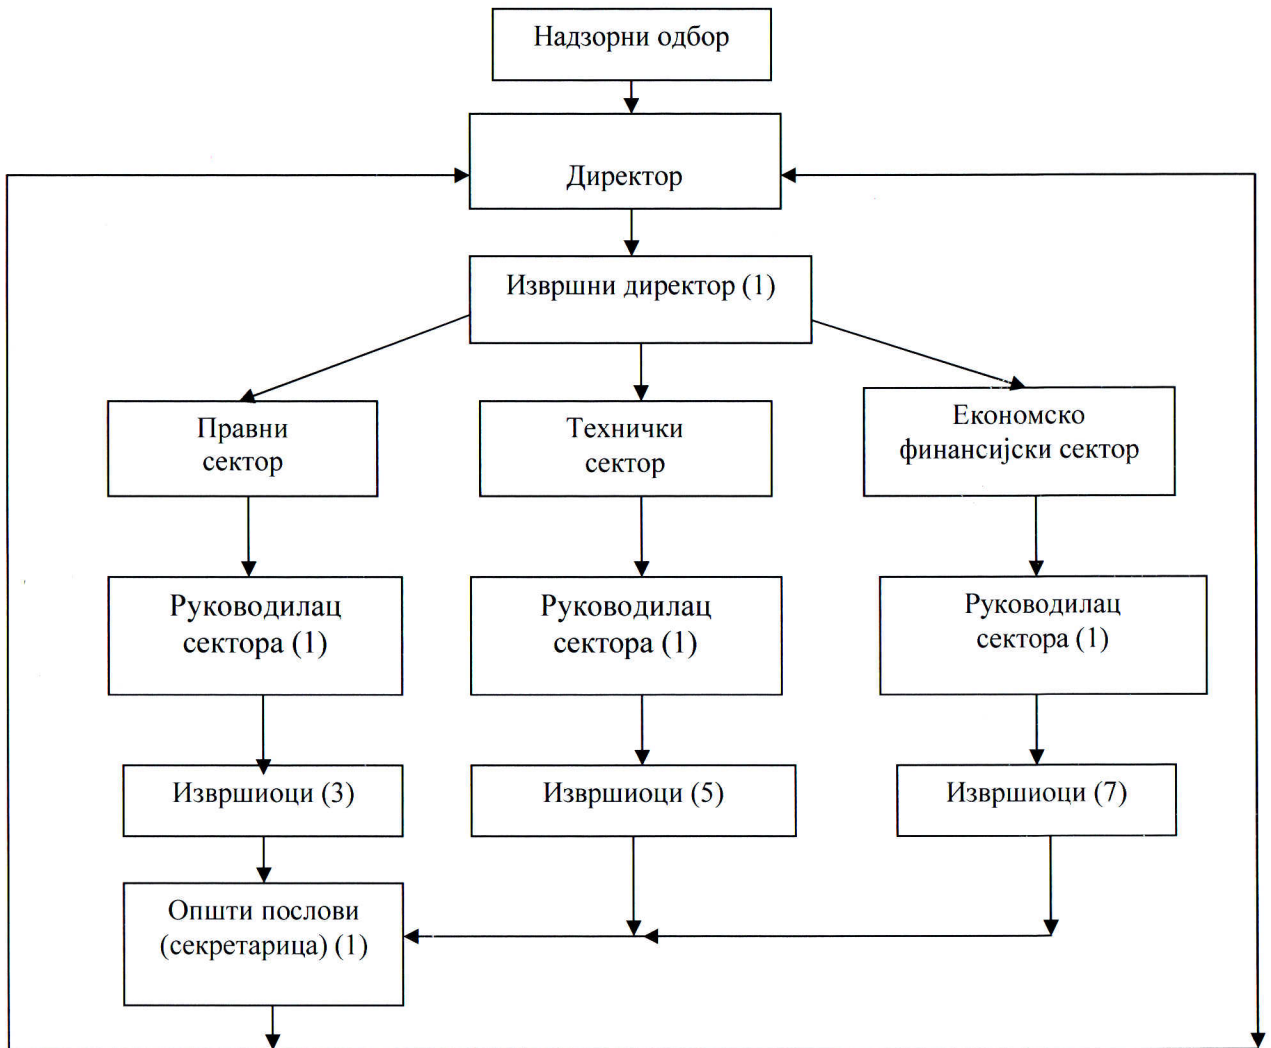 Надзорни одбор
Директор
Извршни директор (1)
Правни
сектор
Технички
сектор
Економско
финансијски сектор
Руководилац
сектора (1)
Руководилац
сектора (1)
Руководилац
сектора (1)
Извршиоци (3)
Извршиоци (5)
Извршиоци (7)
Општи послови
(секретарица) (1)